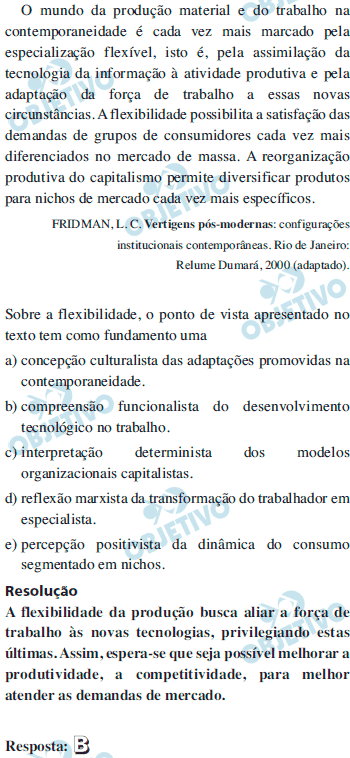 O mundo da produção material e do trabalho na
contemporaneidade é cada vez mais marcado pela
especialização flexível, isto é, pela assimilação da
tecnologia da informação à atividade produtiva e pela
adaptação da força de trabalho a essas novas
circunstâncias. A flexibilidade possibilita a satisfação das
demandas de grupos de consumidores cada vez mais
diferenciados no mercado de massa. A reorganização
produtiva do capitalismo permite diversificar produtos
para nichos de mercado cada vez mais específicos.
FRIDMAN, L. C. Vertigens pós-modernas: configurações
institucionais contemporâneas. Rio de Janeiro:
Relume Dumará, 2000 (adaptado).
Sobre a flexibilidade, o ponto de vista apresentado no
texto tem como fundamento uma
a) concepção culturalista das adaptações promovidas na
contemporaneidade.
b) compreensão funcionalista do desenvolvimento
tecnológico no trabalho.
c) interpretação determinista dos modelos
organizacionais capitalistas.
d) reflexão marxista da transformação do trabalhador em
especialista.
e) percepção positivista da dinâmica do consumo
segmentado em nichos.
Resolução
A flexibilidade da produção busca aliar a força de
trabalho às novas tecnologias, privilegiando estas
últimas. Assim, espera-se que seja possível melhorar a
produtividade, a competitividade, para melhor
atender as demandas de mercado.
Resposta: B
OBJETIVO
OBJETIVO
OBJETIVO
OBJETIVO
OBJETIVO
OBJETIVO
OBJETIVO
OBJETIVO